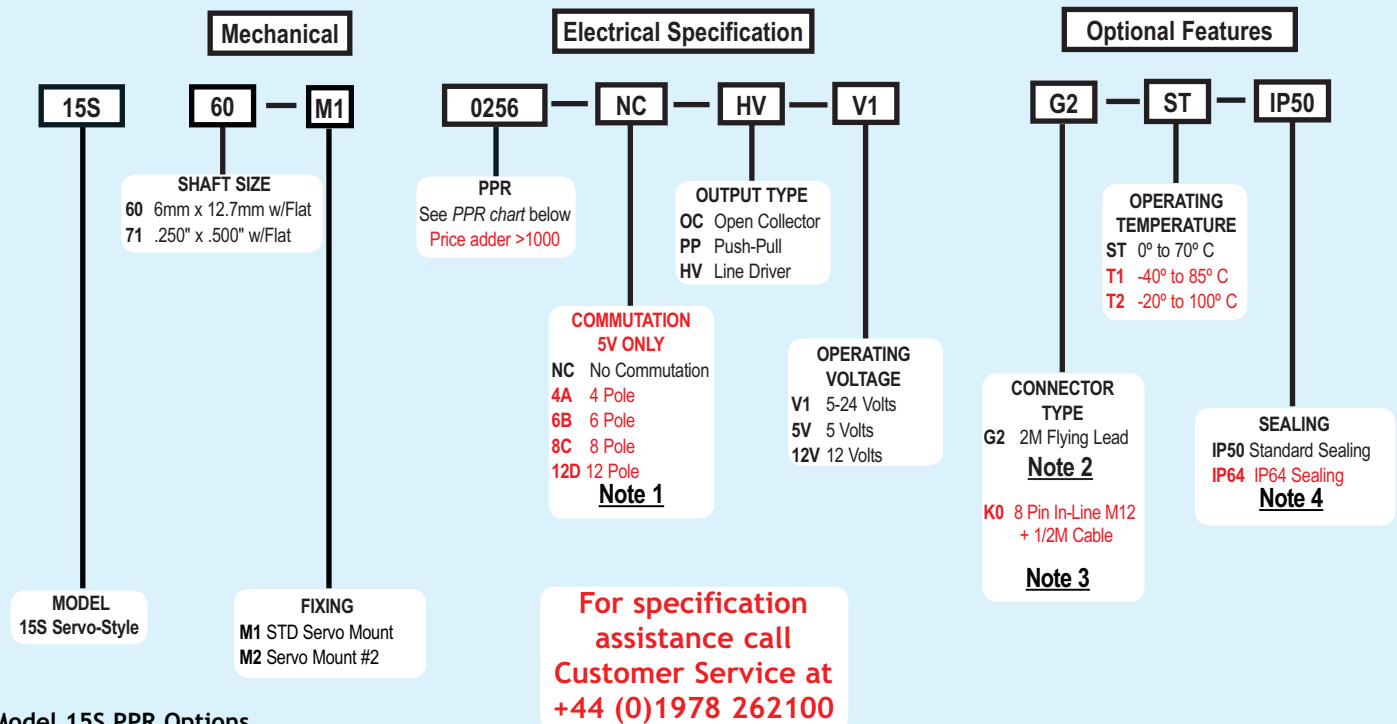 Mechanical
Electrical Specification
Optional Features
15S
60
M1
0256
NC
HV
V1
G2
ST
IP50
SHAFT SIZE
60 6mm x 12.7mm w/Flat
71 .250" x .500" w/Flat
PPR
See PPR chart below
Price adder >1000
OUTPUT TYPE
OC Open Collector
PP Push-Pull
HV Line Driver
OPERATING
TEMPERATURE
ST 0º to 70º C
T1 -40º to 85º C
T2 -20º to 100º C
COMMUTATION
5V ONLY
NC No Commutation
4A 4 Pole
6B 6 Pole
8C 8 Pole
12D 12 Pole
Note 1
OPERATING
VOLTAGE
V1 5-24 Volts
5V 5 Volts
12V 12 Volts
CONNECTOR
TYPE
G2 2M Flying Lead
Note 2
K0 8 Pin In-Line M12
+ 1/2M Cable
Note 3
SEALING
IP50 Standard Sealing
IP64 IP64 Sealing
Note 4
MODEL
15S Servo-Style
FIXING
M1 STD Servo Mount
M2 Servo Mount #2
For specification
assistance call
Customer Service at
+44 (0)1978 262100
Model 15S PPR Options